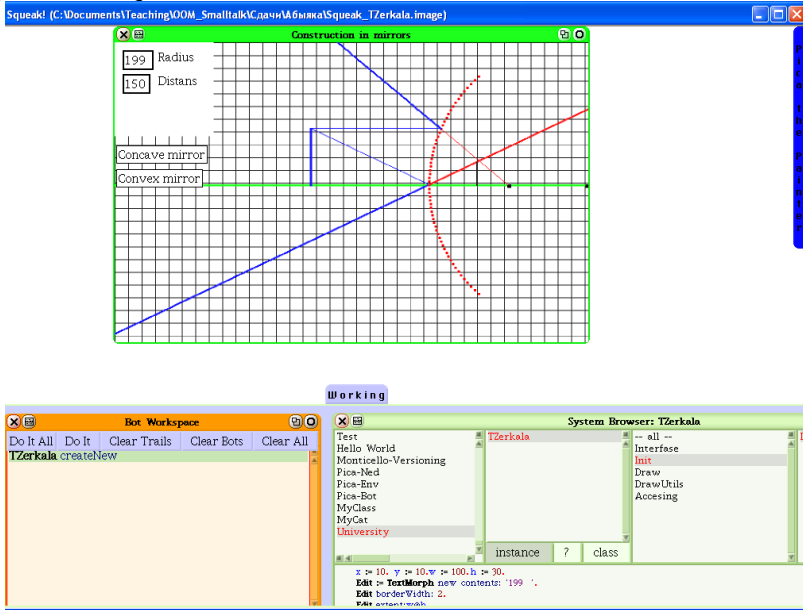 Squeak! (C:\Documents\Teaching\OOM_Smalltalk\Сдачи\Абыяка\Squeak_TZerkala.image)
Construction in mirrors
199 Radius
150 Distans
Concave mirror
Convex mirror
Working
Bot Workspace
Do It All Do It Clear Trails Clear Bots Clear All
TZerkala createNew
System Browser: TZerkala
Test
Hello World
Monticello-Versioning
Pica-Ned
Pica-Env
Pica-Bot
MyClass
MyCat
University
TZerkala
instance ? class
-- all --
Interfase
Init
Draw
DrawUtils
Accesing
x := 10. y := 10.w := 100.h := 30.
Edit := TextMorph new contents: '199 '.
Edit borderWidth: 2.
Edit extent:w@h.